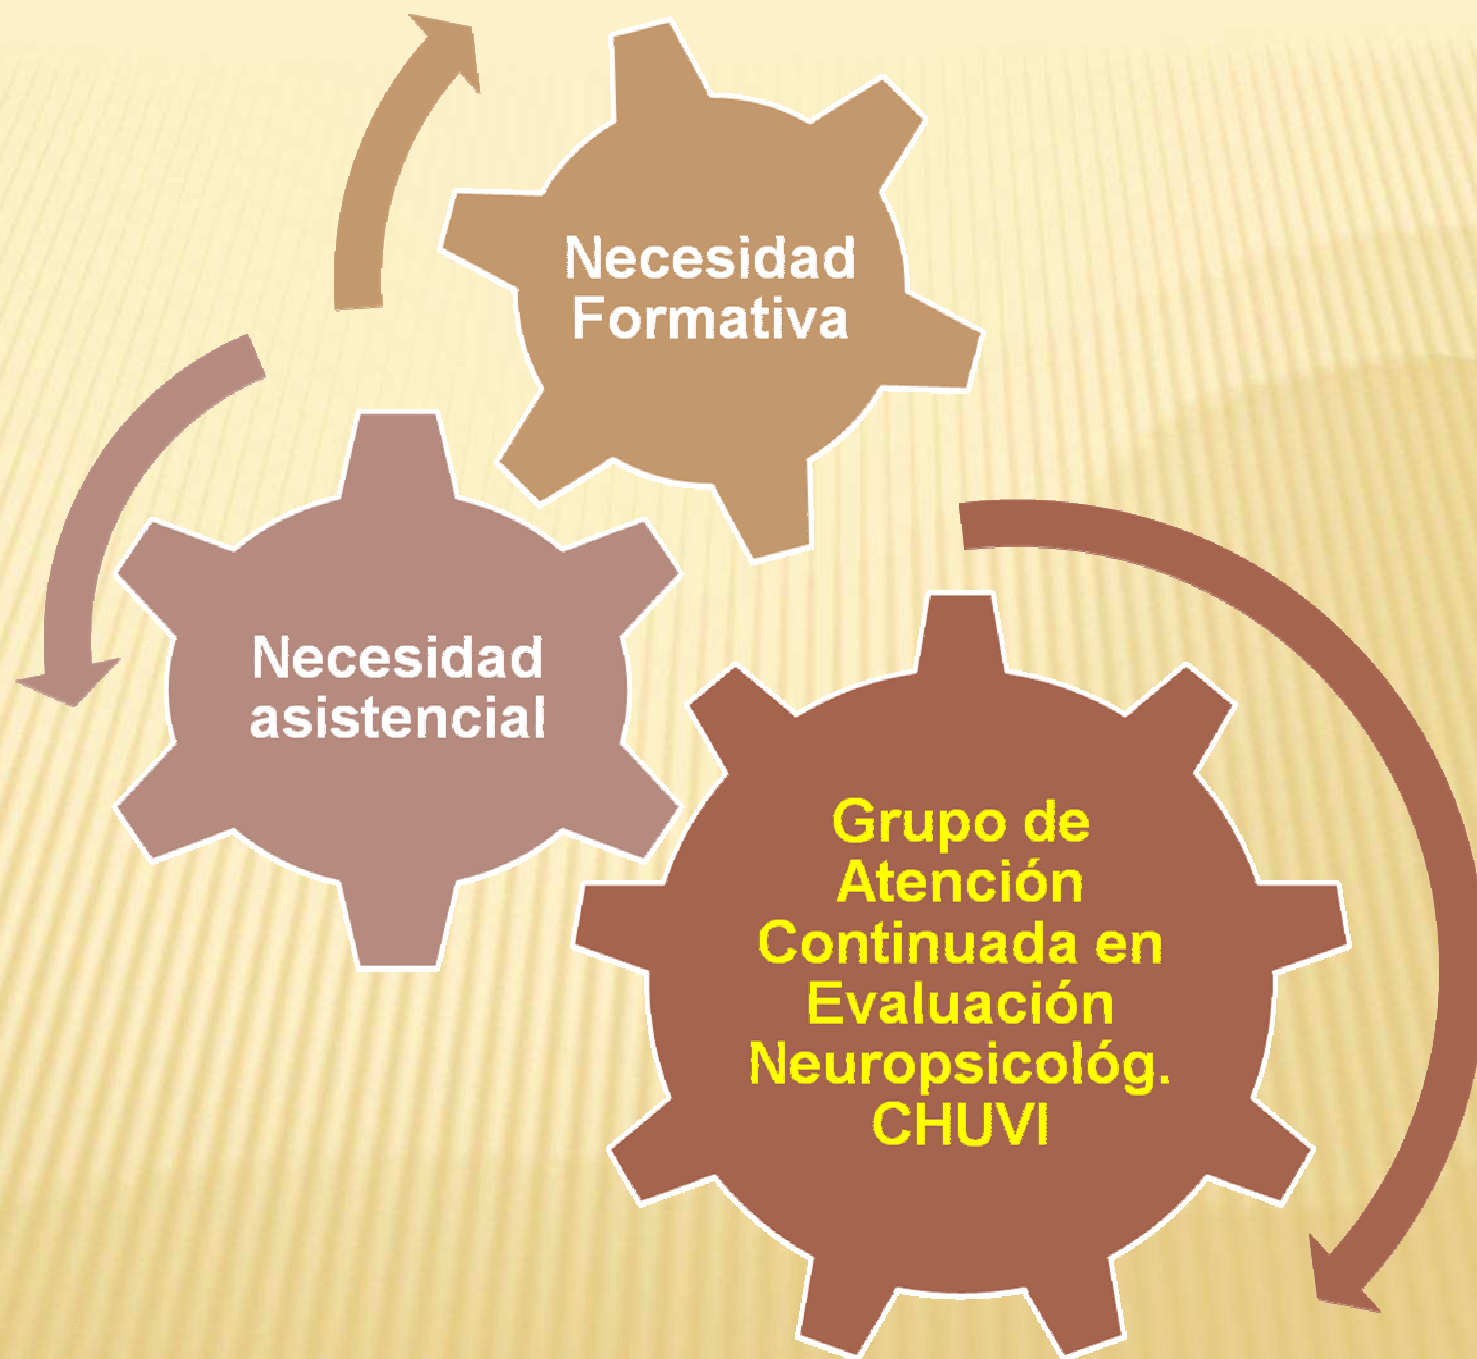 Necesidad
Formativa
Necesidad
asistencial
Grupo de
Atención
Continuada en
Evaluación
Neuropsicológ.
CHUVI